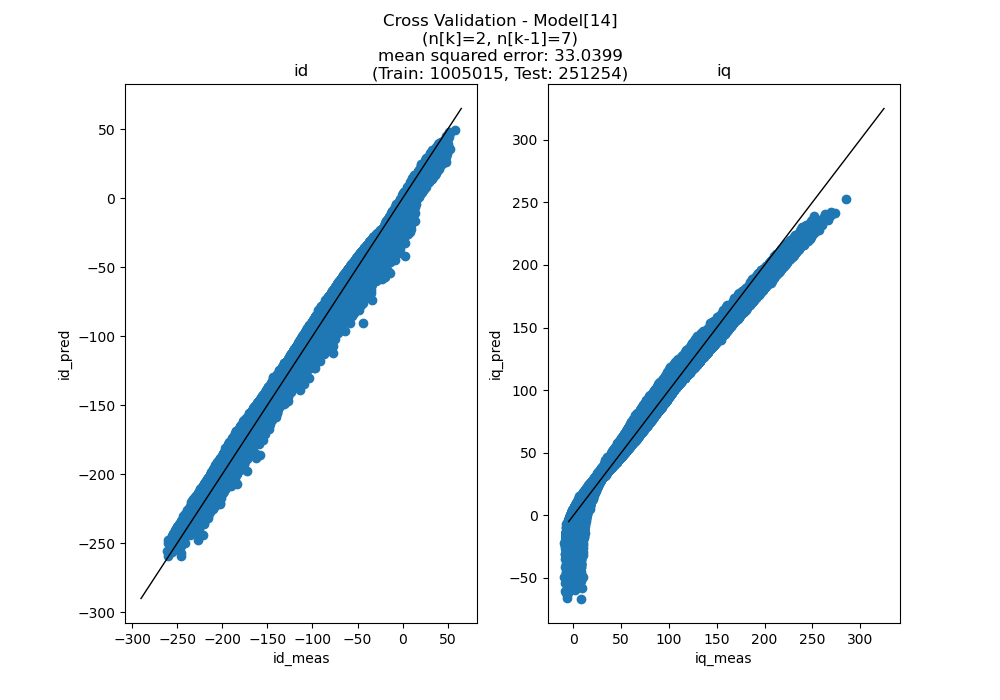 Cross Validation - Model[14]
(n[k]=2, n[k-1]=7)
mean squared error: 33.0399
(Train: 1005015, Test: 251254)
id
iq
50
0
−50
−100
−150
−200
−250
−300
id_pred
−300 −250 −200 −150 −100 −50 0 50
id_meas
300
250
200
150
100
50
0
−50
iq_pred
0 50 100 150 200 250 300
iq_meas